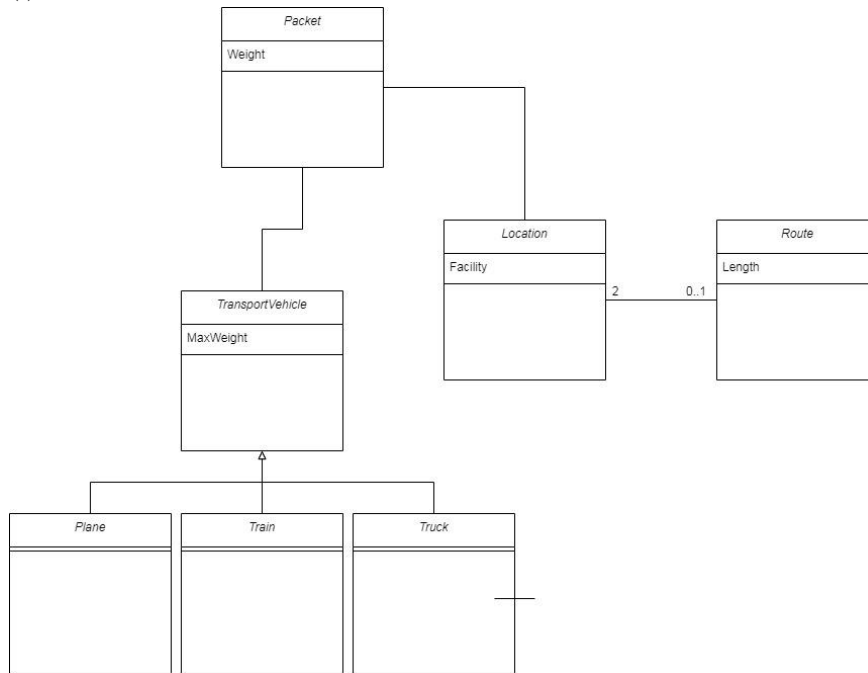 Packet
Weight
Location
Route
Facility
Length
2
0..1
TransportVehicle
MaxWeight
Plane
Train
Truck